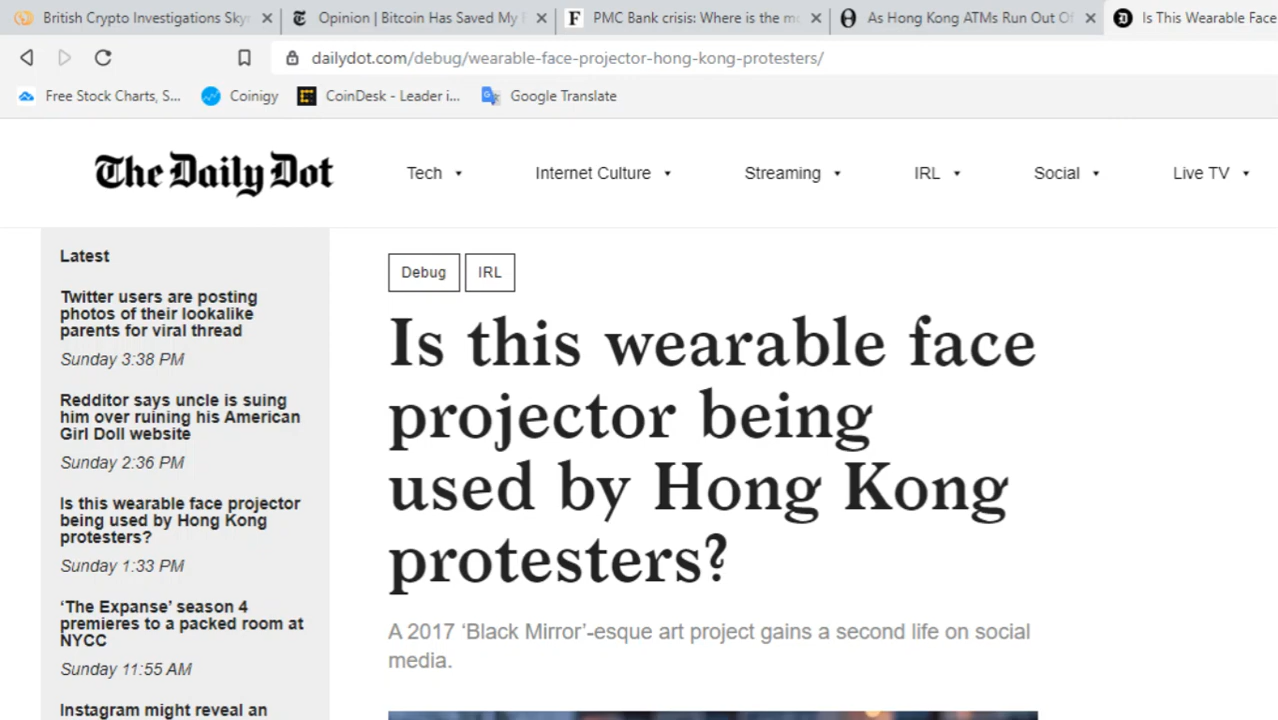 British Crypto Investigations Sky
Opinion | Bitcoin Has Saved My
PMC Bank crisis: Where is the mo
As Hong Kong ATMs Run Out Of
Is This Wearable Face
dailydot.com/debug/wearable-face-projector-hong-kong-protesters/
Free Stock Charts, S...
Coinigy
CoinDesk - Leader i...
Google Translate
The Daily Dot
Tech
Internet Culture
Streaming
IRL
Social
Live TV
Latest
Twitter users are posting
photos of their lookalike
parents for viral thread
Sunday 3:38 PM
Redditor says uncle is suing
him over ruining his American
Girl Doll website
Sunday 2:36 PM
Is this wearable face projector
being used by Hong Kong
protesters?
Sunday 1:33 PM
‘The Expanse’ season 4
premieres to a packed room at
NYCC
Sunday 11:55 AM
Instagram might reveal an
Debug
IRL
Is this wearable face
projector being
used by Hong Kong
protesters?
A 2017 ‘Black Mirror’-esque art project gains a second life on social
media.